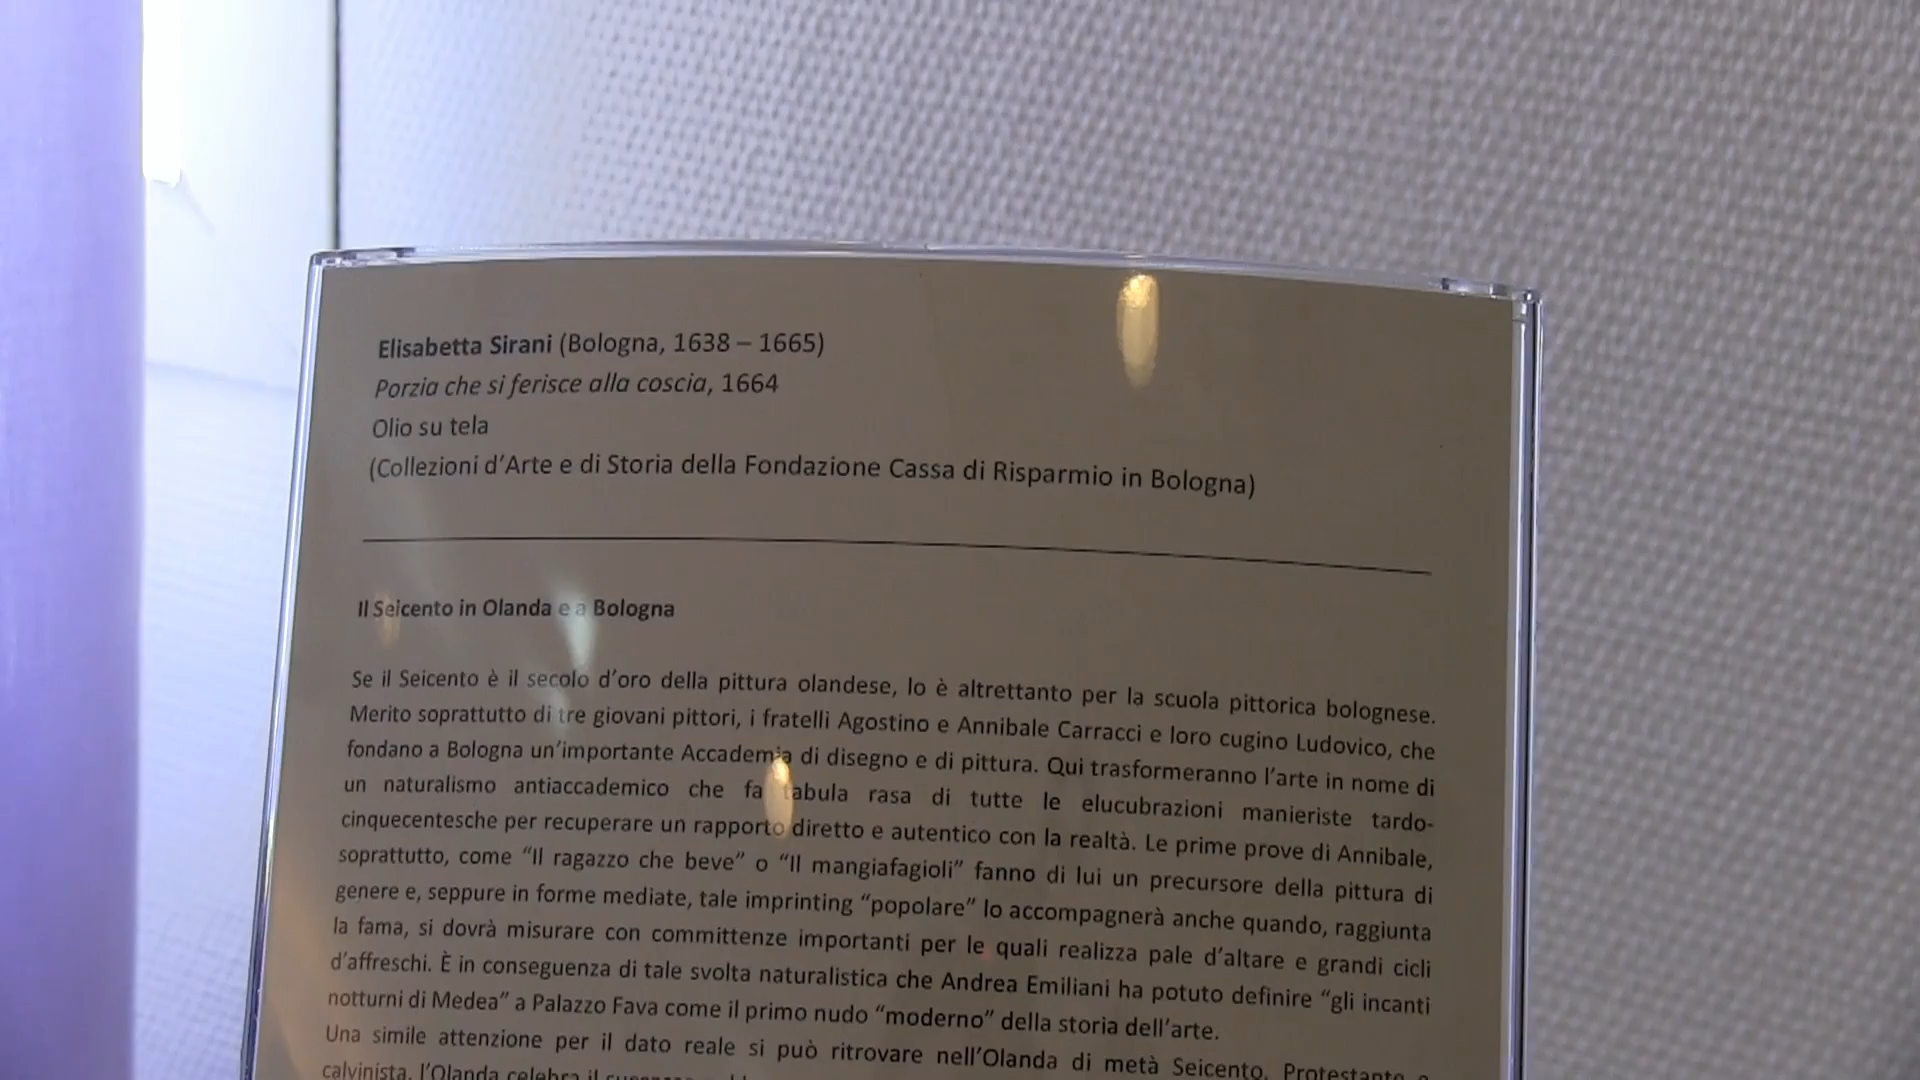 Elisabetta Sirani (Bologna, 1638 – 1665)
Porzia che si ferisce alla coscia, 1664
Olio su tela
(Collezioni d’Arte e di Storia della Fondazione Cassa di Risparmio in Bologna)
Il Seicento in Olanda e a Bologna
Se il Seicento è il secolo d’oro della pittura olandese, lo è altrettanto per la scuola pittorica bolognese.
Merito soprattutto di tre giovani pittori, i fratelli Agostino e Annibale Carracci e loro cugino Ludovico, che
fondano a Bologna un’importante Accademia di disegno e di pittura. Qui trasformeranno l’arte in nome di
un naturalismo antiaccademico che fa tabula rasa di tutte le elucubrazioni manieriste tardo-
cinquecentesche per recuperare un rapporto diretto e autentico con la realtà. Le prime prove di Annibale,
soprattutto, come “Il ragazzo che beve” o “Il mangiafagioli” fanno di lui un precursore della pittura di
genere e, seppure in forme mediate, tale imprinting “popolare” lo accompagnerà anche quando, raggiunta
la fama, si dovrà misurare con committenze importanti per le quali realizza pale d’altare e grandi cicli
d’affreschi. È in conseguenza di tale svolta naturalistica che Andrea Emiliani ha potuto definire “gli incanti
notturni di Medea” a Palazzo Fava come il primo nudo “moderno” della storia dell’arte.
Una simile attenzione per il dato reale si può ritrovare nell’Olanda di metà Seicento. Protestante e
calvinista, l’Olanda celebra il